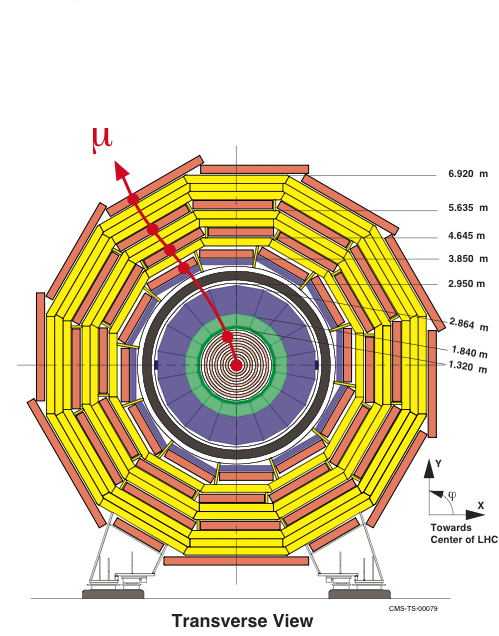 μ
6.920 m
5.635 m
4.645 m
3.850 m
2.950 m
2.864 m
1.840 m
1.320 m
Y
φ
X
Towards
Center of LHC
CMS-TS-00079
Transverse View